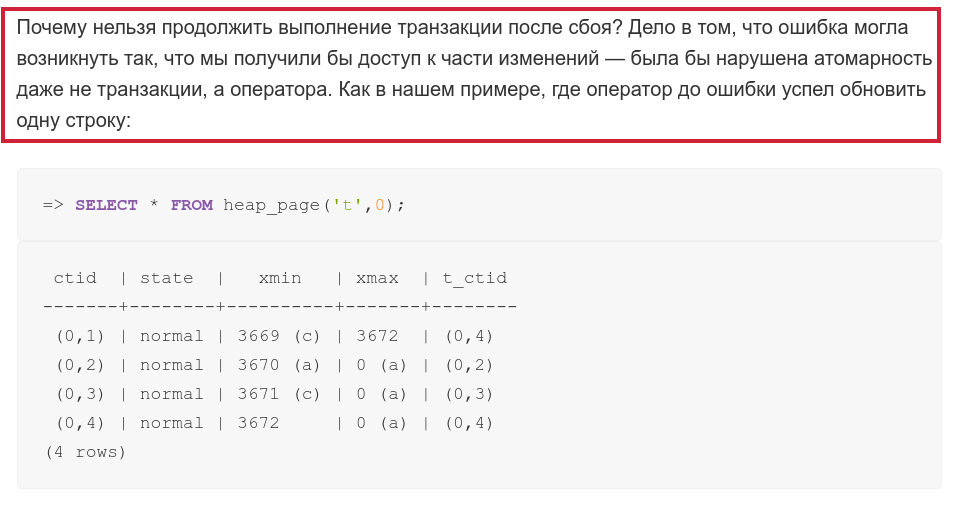 Почему нельзя продолжить выполнение транзакции после сбоя? Дело в том, что ошибка могла
возникнуть так, что мы получили бы доступ к части изменений — была бы нарушена атомарность
даже не транзакции, а оператора. Как в нашем примере, где оператор до ошибки успел обновить
одну строку:
=> SELECT * FROM heap_page('t',0);
ctid | state | xmin | xmax | t_ctid
-------+--------+----------+-------+--------
(0,1) | normal | 3669 (c) | 3672 | (0,4)
(0,2) | normal | 3670 (a) | 0 (a) | (0,2)
(0,3) | normal | 3671 (c) | 0 (a) | (0,3)
(0,4) | normal | 3672 | 0 (a) | (0,4)
(4 rows)